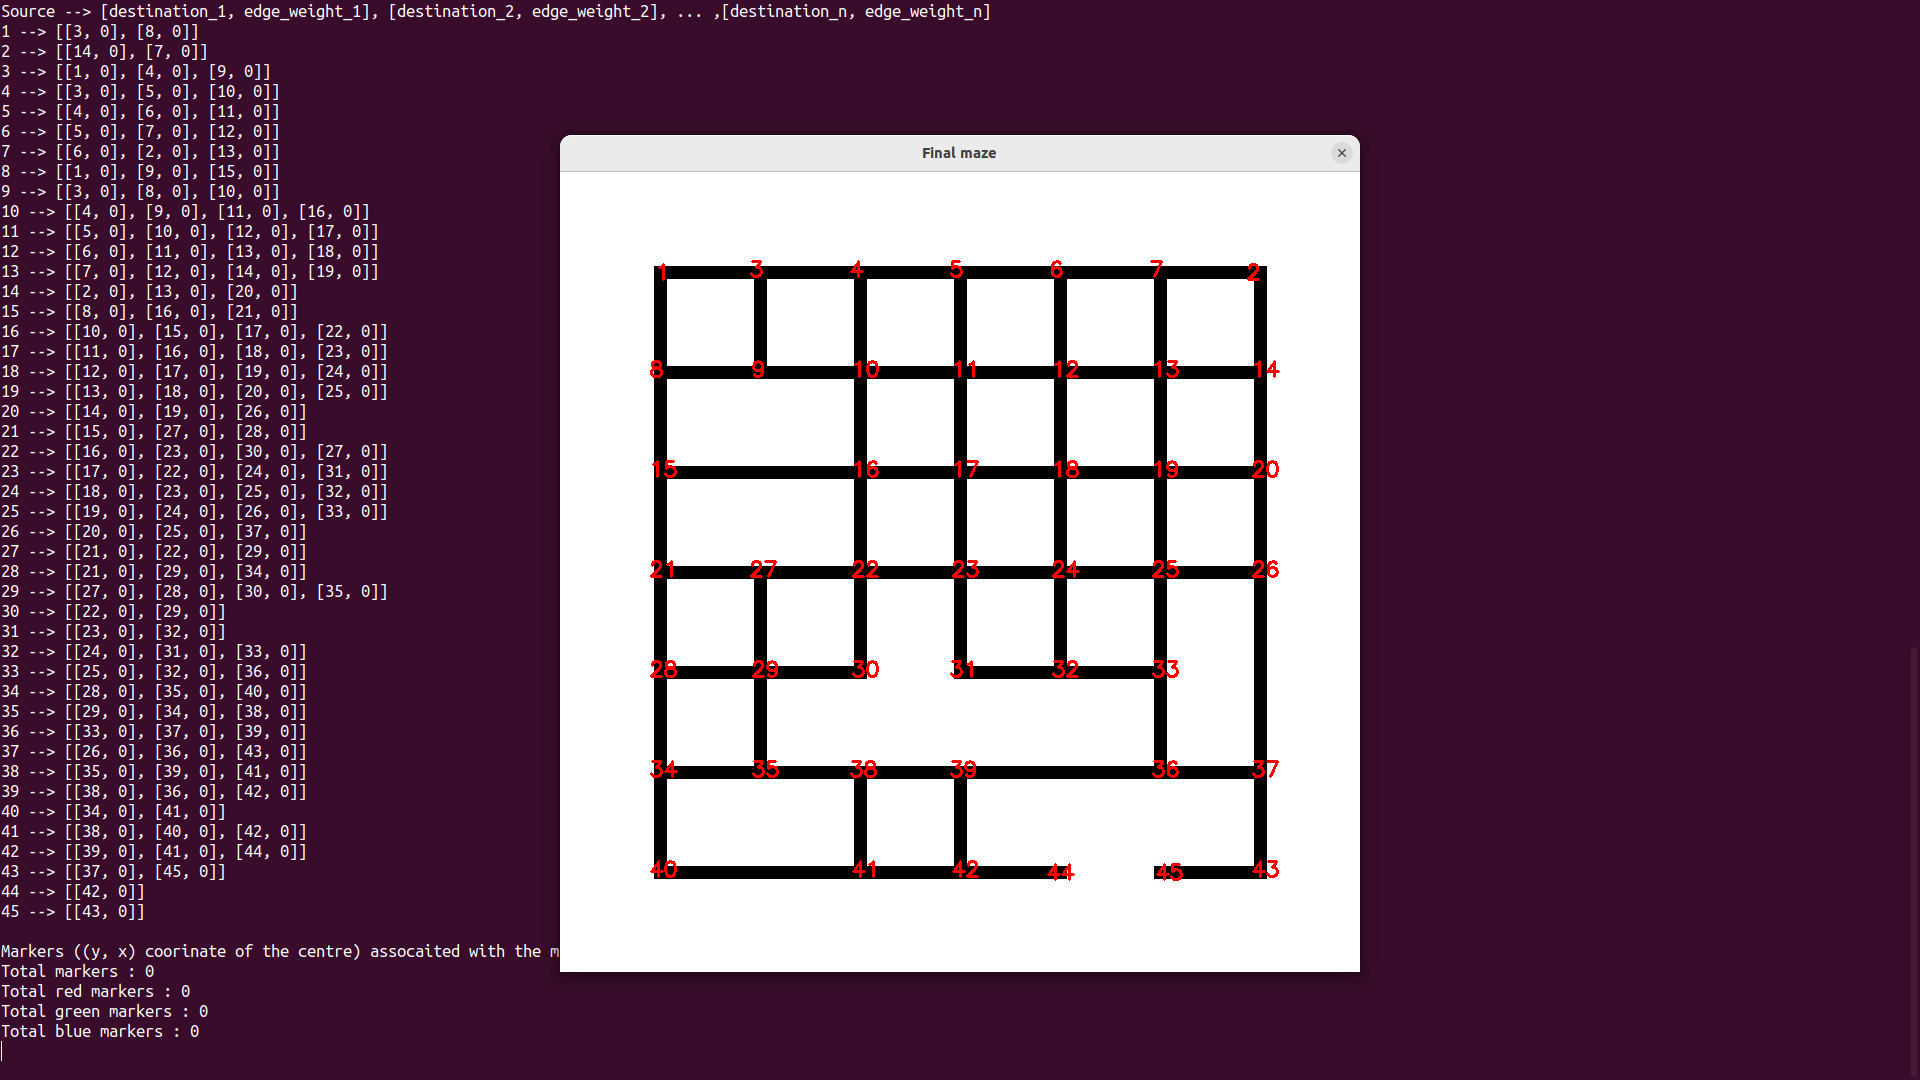 Source --> [destination_1, edge_weight_1], [destination_2, edge_weight_2], ... ,[destination_n, edge_weight_n]
1 --> [[3, 0], [8, 0]]
2 --> [[14, 0], [7, 0]]
3 --> [[1, 0], [4, 0], [9, 0]]
4 --> [[3, 0], [5, 0], [10, 0]]
5 --> [[4, 0], [6, 0], [11, 0]]
6 --> [[5, 0], [7, 0], [12, 0]]
7 --> [[6, 0], [2, 0], [13, 0]]
8 --> [[1, 0], [9, 0], [15, 0]]
9 --> [[3, 0], [8, 0], [10, 0]]
10 --> [[4, 0], [9, 0], [11, 0], [16, 0]]
11 --> [[5, 0], [10, 0], [12, 0], [17, 0]]
12 --> [[6, 0], [11, 0], [13, 0], [18, 0]]
13 --> [[7, 0], [12, 0], [14, 0], [19, 0]]
14 --> [[2, 0], [13, 0], [20, 0]]
15 --> [[8, 0], [16, 0], [21, 0]]
16 --> [[10, 0], [15, 0], [17, 0], [22, 0]]
17 --> [[11, 0], [16, 0], [18, 0], [23, 0]]
18 --> [[12, 0], [17, 0], [19, 0], [24, 0]]
19 --> [[13, 0], [18, 0], [20, 0], [25, 0]]
20 --> [[14, 0], [19, 0], [26, 0]]
21 --> [[15, 0], [27, 0], [28, 0]]
22 --> [[16, 0], [23, 0], [30, 0], [27, 0]]
23 --> [[17, 0], [22, 0], [24, 0], [31, 0]]
24 --> [[18, 0], [23, 0], [25, 0], [32, 0]]
25 --> [[19, 0], [24, 0], [26, 0], [33, 0]]
26 --> [[20, 0], [25, 0], [37, 0]]
27 --> [[21, 0], [22, 0], [29, 0]]
28 --> [[21, 0], [29, 0], [34, 0]]
29 --> [[27, 0], [28, 0], [30, 0], [35, 0]]
30 --> [[22, 0], [29, 0]]
31 --> [[23, 0], [32, 0]]
32 --> [[24, 0], [31, 0], [33, 0]]
33 --> [[25, 0], [32, 0], [36, 0]]
34 --> [[28, 0], [35, 0], [40, 0]]
35 --> [[29, 0], [34, 0], [38, 0]]
36 --> [[33, 0], [37, 0], [39, 0]]
37 --> [[26, 0], [36, 0], [43, 0]]
38 --> [[35, 0], [39, 0], [41, 0]]
39 --> [[38, 0], [36, 0], [42, 0]]
40 --> [[34, 0], [41, 0]]
41 --> [[38, 0], [40, 0], [42, 0]]
42 --> [[39, 0], [41, 0], [44, 0]]
43 --> [[37, 0], [45, 0]]
44 --> [[42, 0]]
45 --> [[43, 0]]
Markers ((y, x) coorinate of the centre) assocaited with the m
Total markers : 0
Total red markers : 0
Total green markers : 0
Total blue markers : 0
Final maze
1 3 4 5 6 7 2
8 9 10 11 12 13 14
15 16 17 18 19 20
21 27 22 23 24 25 26
28 29 30 31 32 33
34 35 38 39 36 37
40 41 42 44 45 43